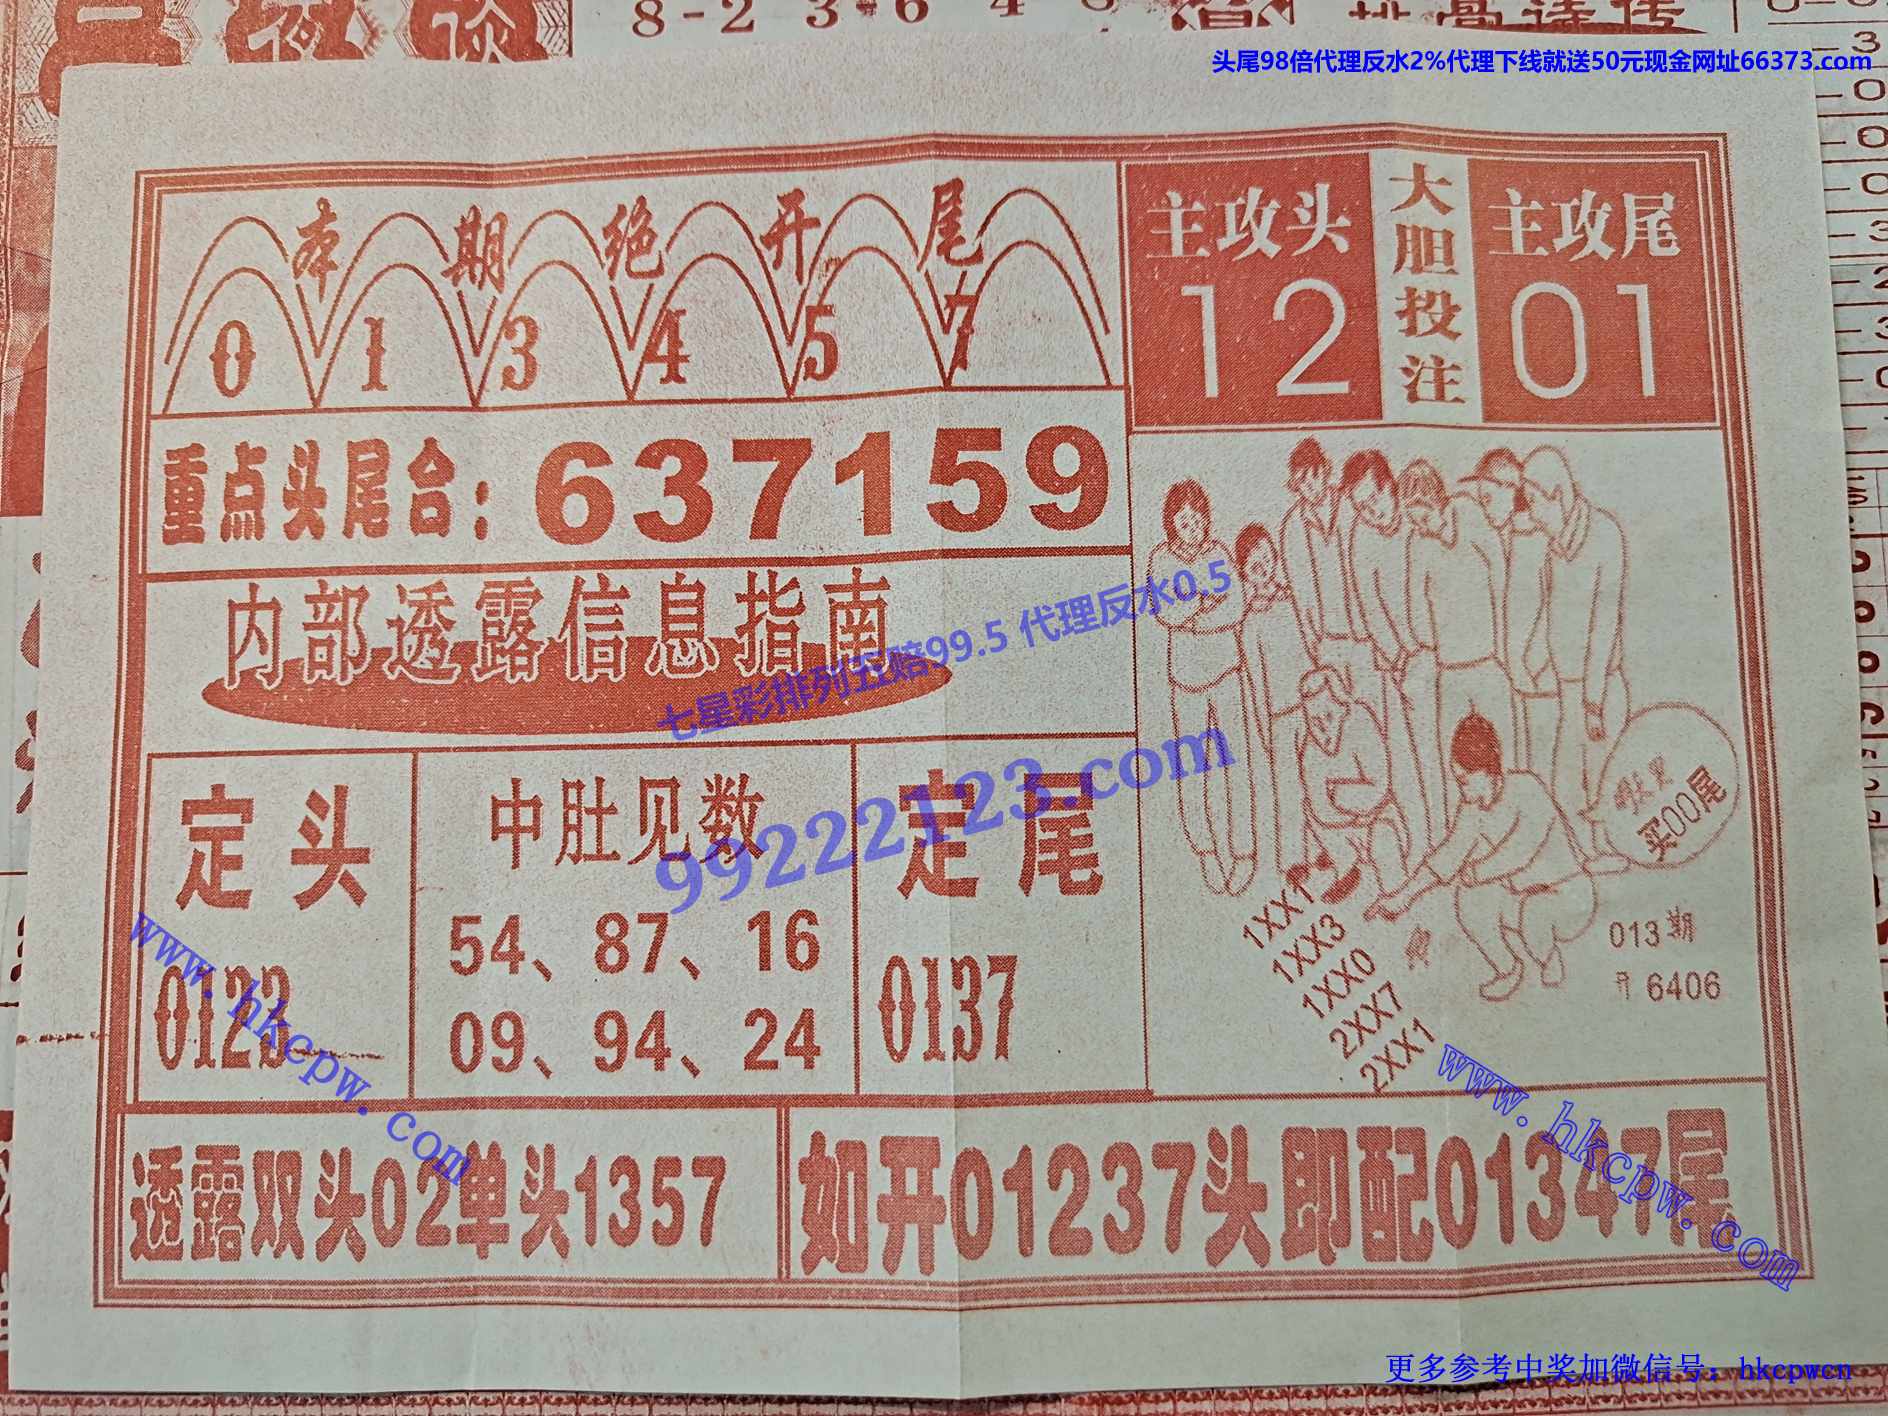 8-2 3-6 4
头尾98倍代理反水2%代理下线就送50元现金网址66373.com
本期绝开尾
0 1 3 4 5 7
主攻头
12
大胆投注
主攻尾
01
重点头尾合：637159
内部透露信息指南
七星彩排列五赔99.5 代理反水0.5
99222123.com
定头
0123
中肚见数
54、87、16
09、94、24
定尾
0137
买00尾
1XX1
1XX3
1XX0
2XX7
2XX1
013期
开 6406
www.hkcpw.com
www.hkcpw.com
透露双头02单头1357
如开01237头即配01347尾
更多参考中奖加微信号：hkcpwcn